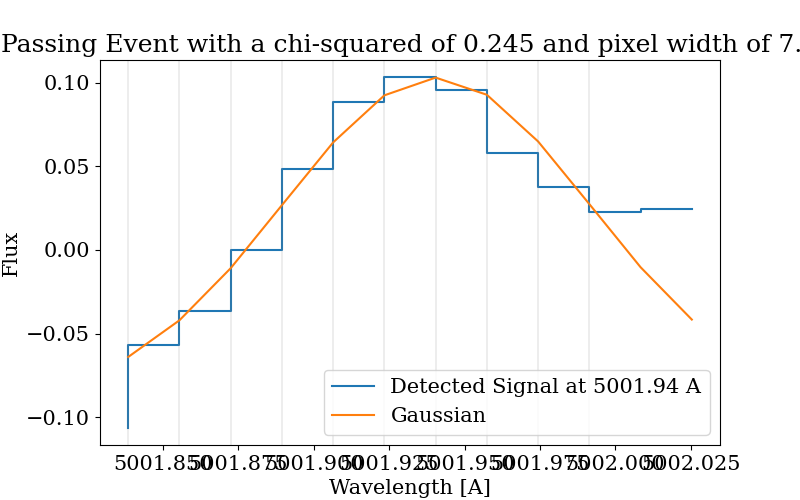 Passing Event with a chi-squared of 0.245 and pixel width of 7.
0.10
0.05
0.00
−0.05
−0.10
Flux
Detected Signal at 5001.94 A
Gaussian
5001.850 5001.875 5001.900 5001.925 5001.950 5001.975 5002.000 5002.025
Wavelength [A]